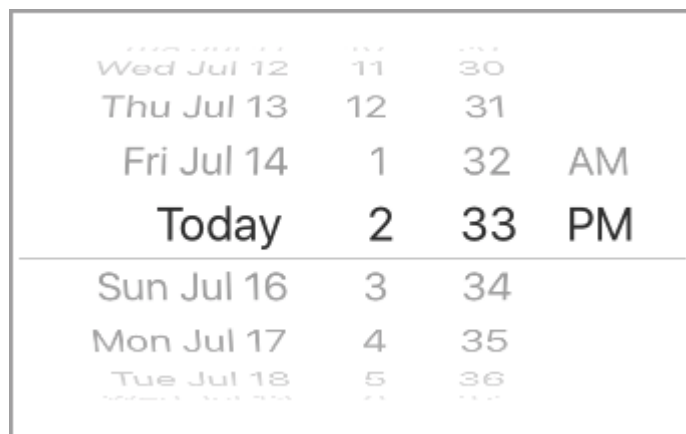 Wed Jul 12 11 30
Thu Jul 13 12 31
Fri Jul 14 1 32 AM
Today 2 33 PM
Sun Jul 16 3 34
Mon Jul 17 4 35
Tue Jul 18 5 36